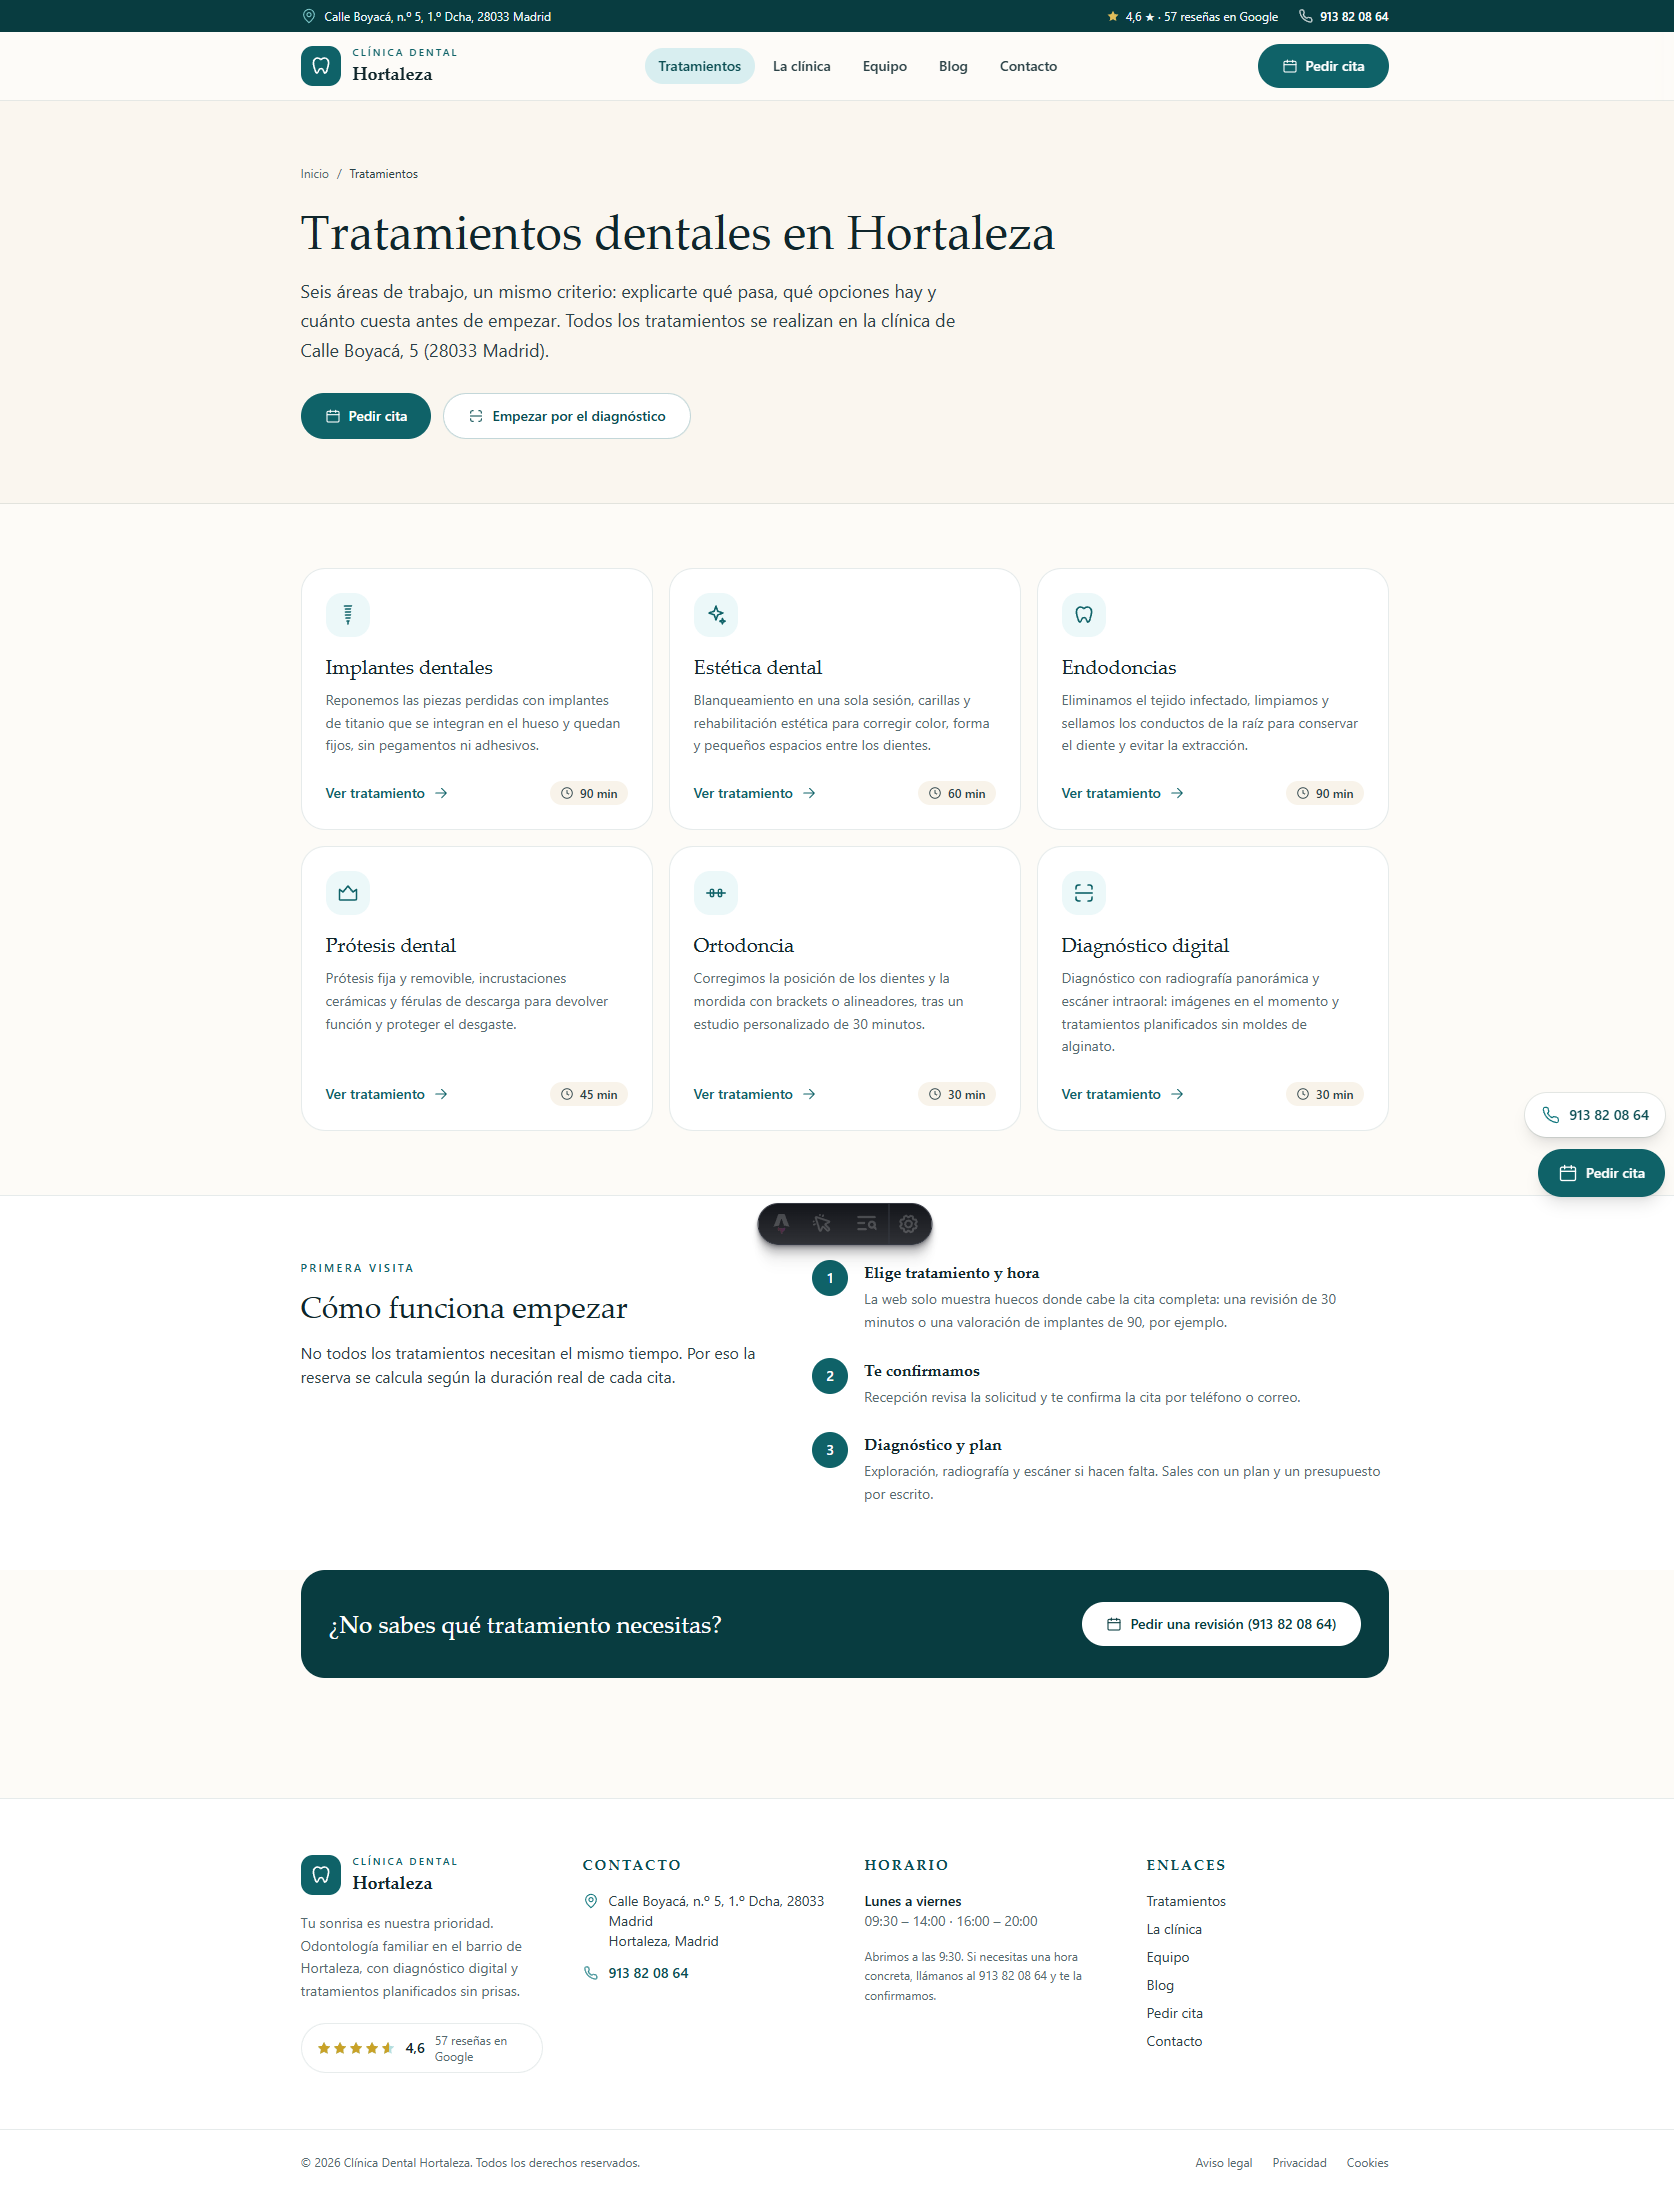 Calle Boyacá, n.º 5, 1.º Dcha, 28033 Madrid
4,6 ★ · 57 reseñas en Google
913 82 08 64
CLÍNICA DENTAL
Hortaleza
Tratamientos
La clínica
Equipo
Blog
Contacto
Pedir cita
Inicio / Tratamientos
Tratamientos dentales en Hortaleza
Seis áreas de trabajo, un mismo criterio: explicarte qué pasa, qué opciones hay y
cuánto cuesta antes de empezar. Todos los tratamientos se realizan en la clínica de
Calle Boyacá, 5 (28033 Madrid).
Pedir cita
Empezar por el diagnóstico
Implantes dentales
Reponemos las piezas perdidas con implantes
de titanio que se integran en el hueso y quedan
fijos, sin pegamentos ni adhesivos.
Ver tratamiento
90 min
Estética dental
Blanqueamiento en una sola sesión, carillas y
rehabilitación estética para corregir color, forma
y pequeños espacios entre los dientes.
Ver tratamiento
60 min
Endodoncias
Eliminamos el tejido infectado, limpiamos y
sellamos los conductos de la raíz para conservar
el diente y evitar la extracción.
Ver tratamiento
90 min
Prótesis dental
Prótesis fija y removible, incrustaciones
cerámicas y férulas de descarga para devolver
función y proteger el desgaste.
Ver tratamiento
45 min
Ortodoncia
Corregimos la posición de los dientes y la
mordida con brackets o alineadores, tras un
estudio personalizado de 30 minutos.
Ver tratamiento
30 min
Diagnóstico digital
Diagnóstico con radiografía panorámica y
escáner intraoral: imágenes en el momento y
tratamientos planificados sin moldes de
alginato.
Ver tratamiento
30 min
913 82 08 64
Pedir cita
PRIMERA VISITA
Cómo funciona empezar
No todos los tratamientos necesitan el mismo tiempo. Por eso la
reserva se calcula según la duración real de cada cita.
1
Elige tratamiento y hora
La web solo muestra huecos donde cabe la cita completa: una revisión de 30
minutos o una valoración de implantes de 90, por ejemplo.
2
Te confirmamos
Recepción revisa la solicitud y te confirma la cita por teléfono o correo.
3
Diagnóstico y plan
Exploración, radiografía y escáner si hacen falta. Sales con un plan y un presupuesto
por escrito.
¿No sabes qué tratamiento necesitas?
Pedir una revisión (913 82 08 64)
CLÍNICA DENTAL
Hortaleza
Tu sonrisa es nuestra prioridad.
Odontología familiar en el barrio de
Hortaleza, con diagnóstico digital y
tratamientos planificados sin prisas.
4,6
57 reseñas en
Google
CONTACTO
Calle Boyacá, n.º 5, 1.º Dcha, 28033
Madrid
Hortaleza, Madrid
913 82 08 64
HORARIO
Lunes a viernes
09:30 – 14:00 · 16:00 – 20:00
Abrimos a las 9:30. Si necesitas una hora
concreta, llámanos al 913 82 08 64 y te la
confirmamos.
ENLACES
Tratamientos
La clínica
Equipo
Blog
Pedir cita
Contacto
© 2026 Clínica Dental Hortaleza. Todos los derechos reservados.
Aviso legal
Privacidad
Cookies